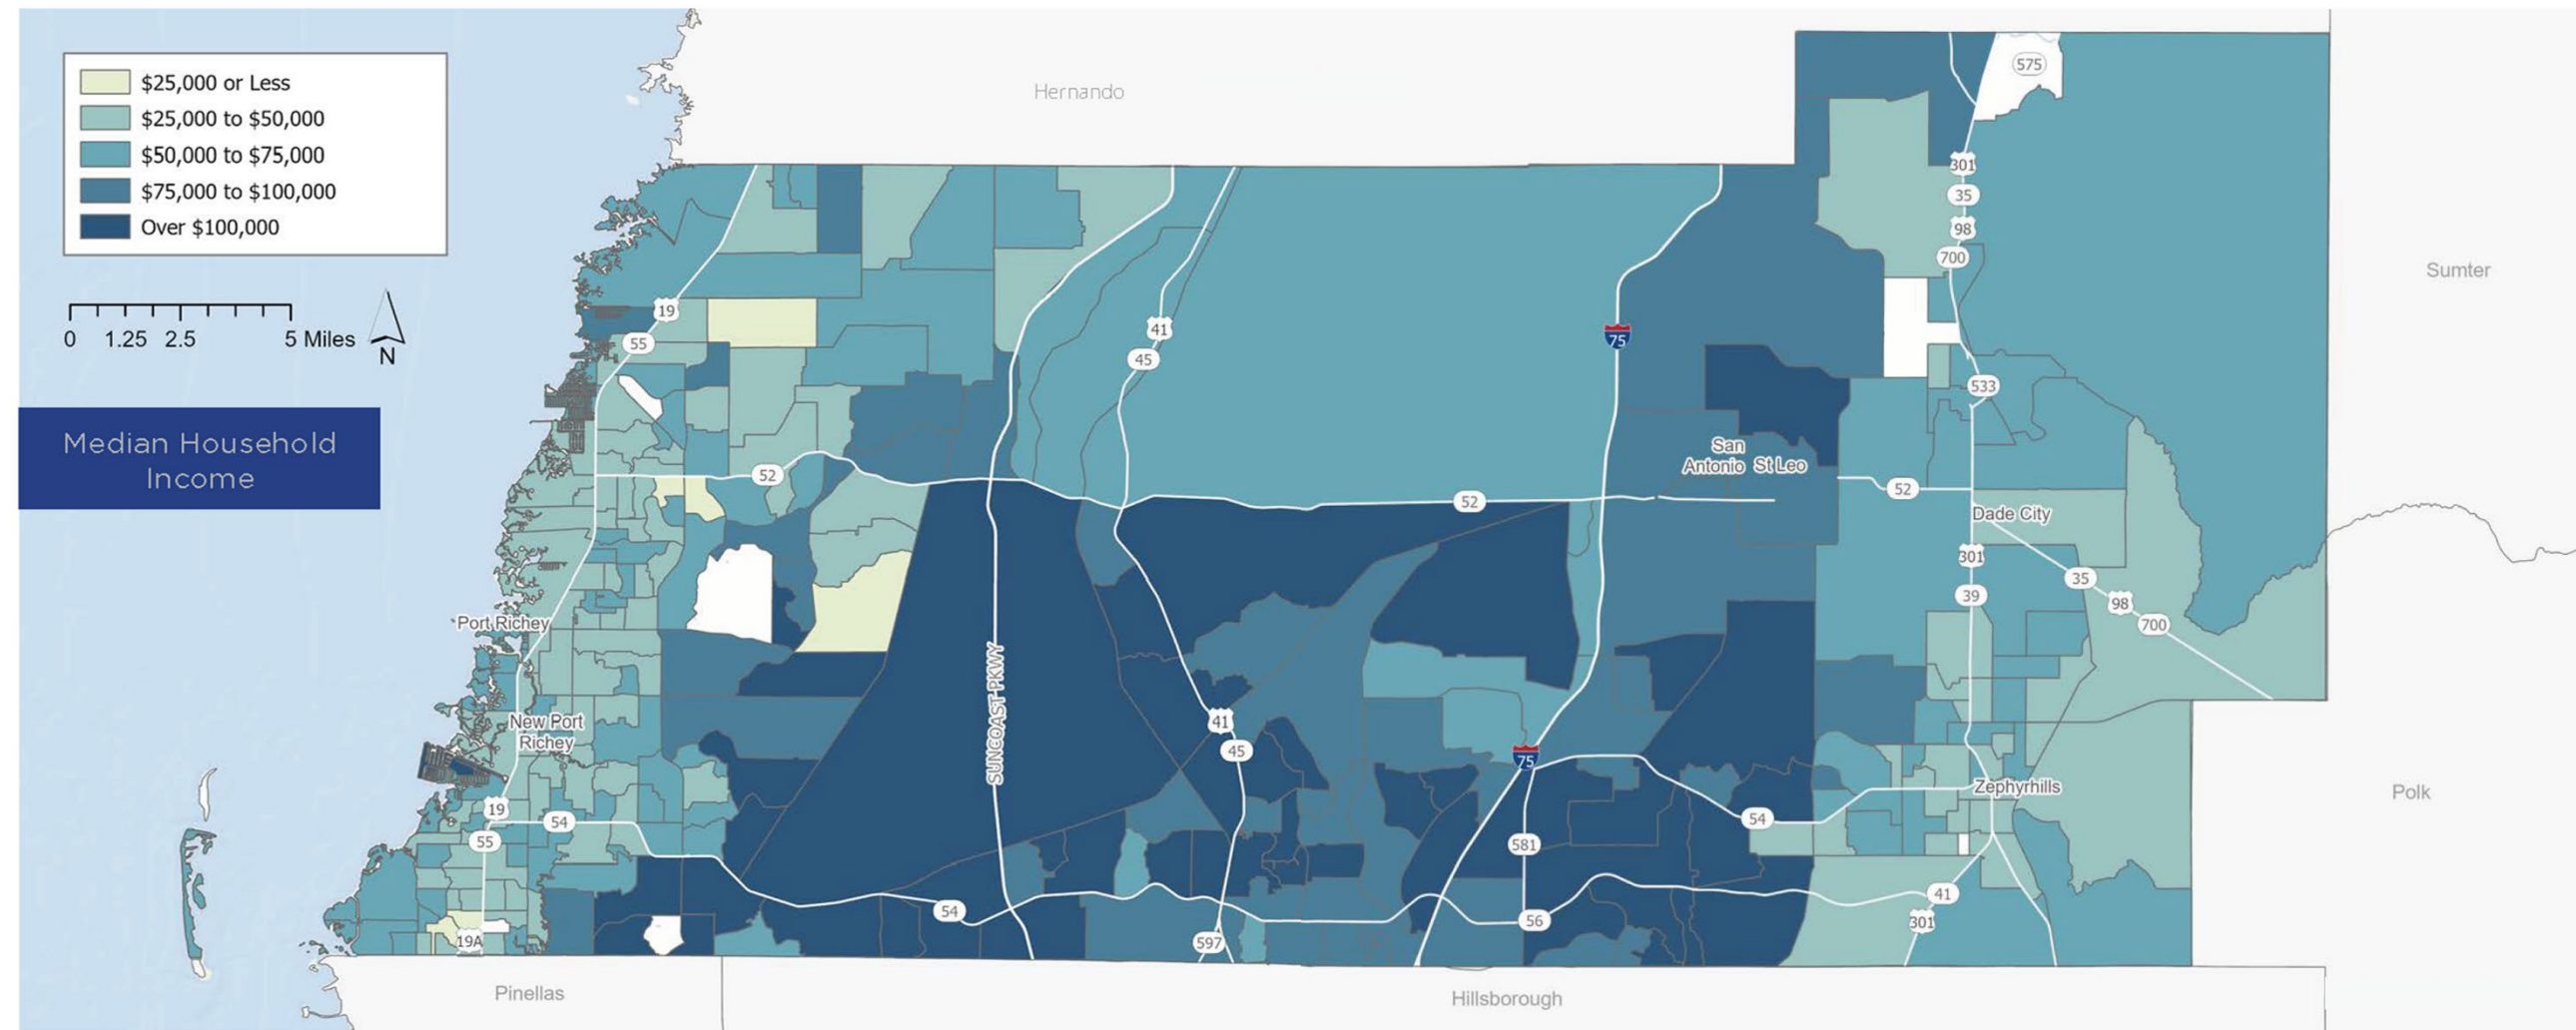 $25,000 or Less
$25,000 to $50,000
$50,000 to $75,000
$75,000 to $100,000
Over $100,000
0 1.25 2.5 5 Miles
N
Median Household
Income
Hernando
Sumter
Polk
Pinellas
Hillsborough
575
301
35
98
700
533
19
55
41
45
75
52
52
52
San
Antonio St Leo
Dade City
301
39
35
98
700
Port Richey
New Port
Richey
SUNCOAST PKWY
41
45
75
Zephyrhills
19
54
55
581
54
54
56
41
301
19A
597